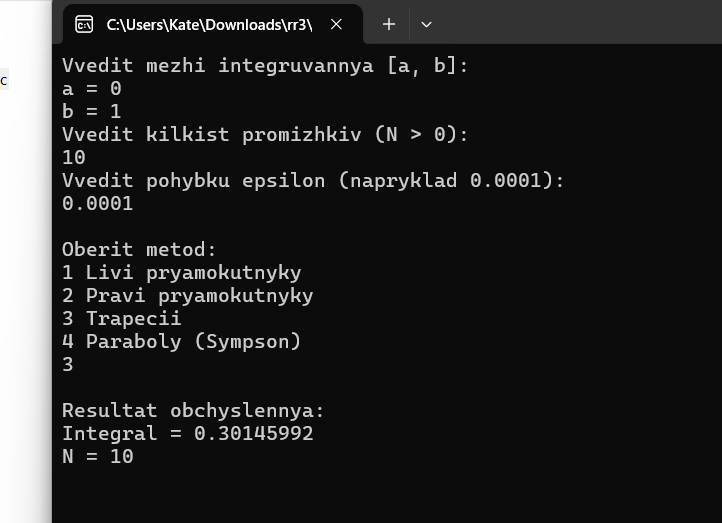 C:\Users\Kate\Downloads\rr3\
c
Vvedit mezhi integruvannya [a, b]:
a = 0
b = 1
Vvedit kilkist promizhkiv (N > 0):
10
Vvedit pohybku epsilon (napryklad 0.0001):
0.0001
Oberit metod:
1 Livi pryamokutnyky
2 Pravi pryamokutnyky
3 Trapecii
4 Paraboly (Sympson)
3
Resultat obchyslennya:
Integral = 0.30145992
N = 10